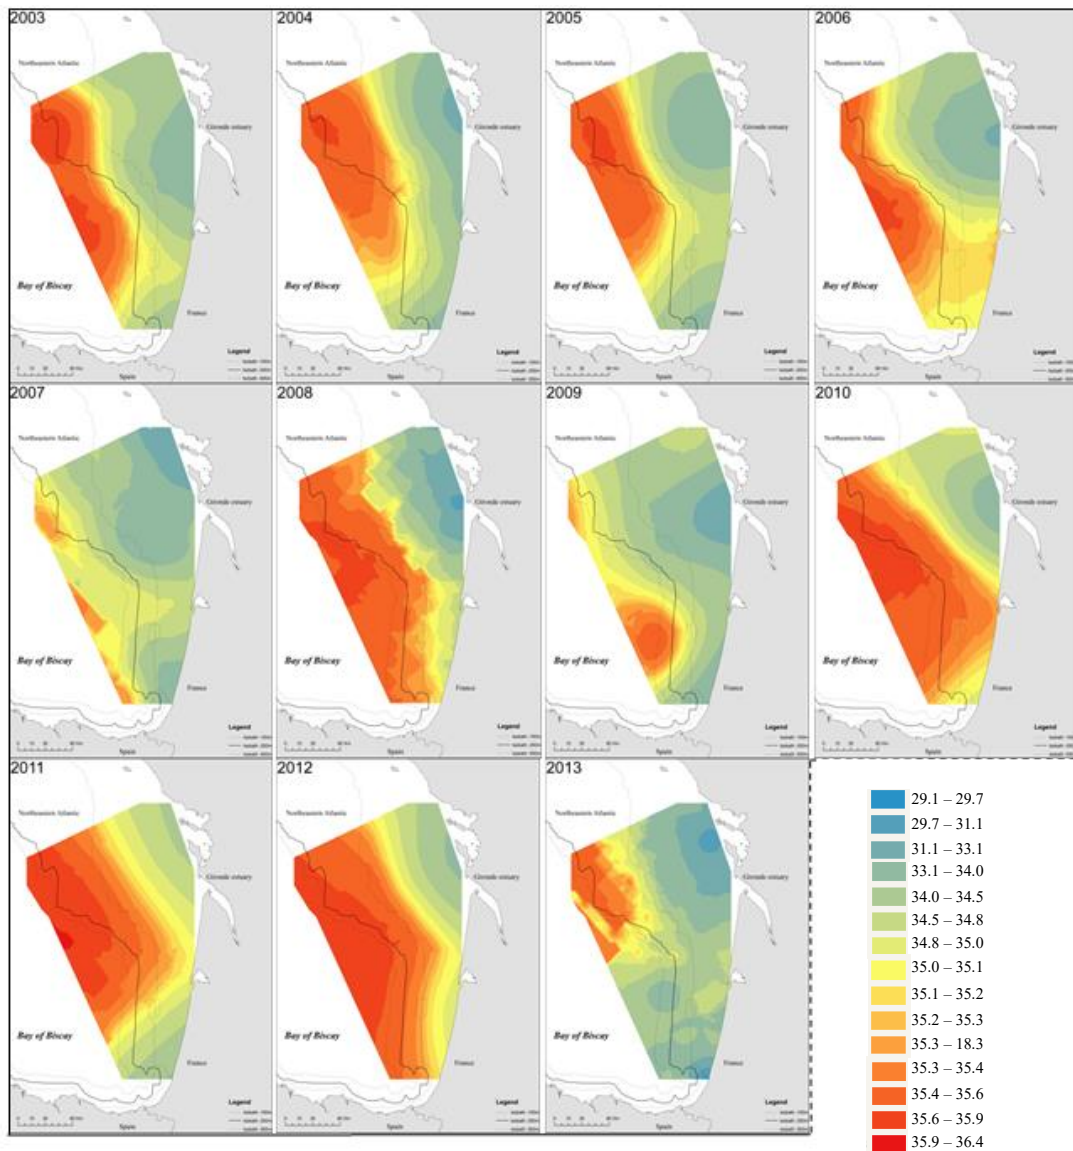 2003
Northeastern Atlantic
Gironde estuary
Bay of Biscay
France
Legend
Spain
2004
Northeastern Atlantic
Gironde estuary
Bay of Biscay
France
Legend
Spain
2005
Northeastern Atlantic
Gironde estuary
Bay of Biscay
France
Legend
Spain
2006
Northeastern Atlantic
Gironde estuary
Bay of Biscay
France
Legend
Spain
2007
Northeastern Atlantic
Gironde estuary
Bay of Biscay
France
Legend
Spain
2008
Northeastern Atlantic
Gironde estuary
Bay of Biscay
France
Legend
Spain
2009
Northeastern Atlantic
Gironde estuary
Bay of Biscay
France
Legend
Spain
2010
Northeastern Atlantic
Gironde estuary
Bay of Biscay
France
Legend
Spain
2011
Northeastern Atlantic
Gironde estuary
Bay of Biscay
France
Legend
Spain
2012
Northeastern Atlantic
Gironde estuary
Bay of Biscay
France
Legend
Spain
2013
Northeastern Atlantic
Gironde estuary
Bay of Biscay
France
Legend
Spain
29.1 – 29.7
29.7 – 31.1
31.1 – 33.1
33.1 – 34.0
34.0 – 34.5
34.5 – 34.8
34.8 – 35.0
35.0 – 35.1
35.1 – 35.2
35.2 – 35.3
35.3 – 18.3
35.3 – 35.4
35.4 – 35.6
35.6 – 35.9
35.9 – 36.4